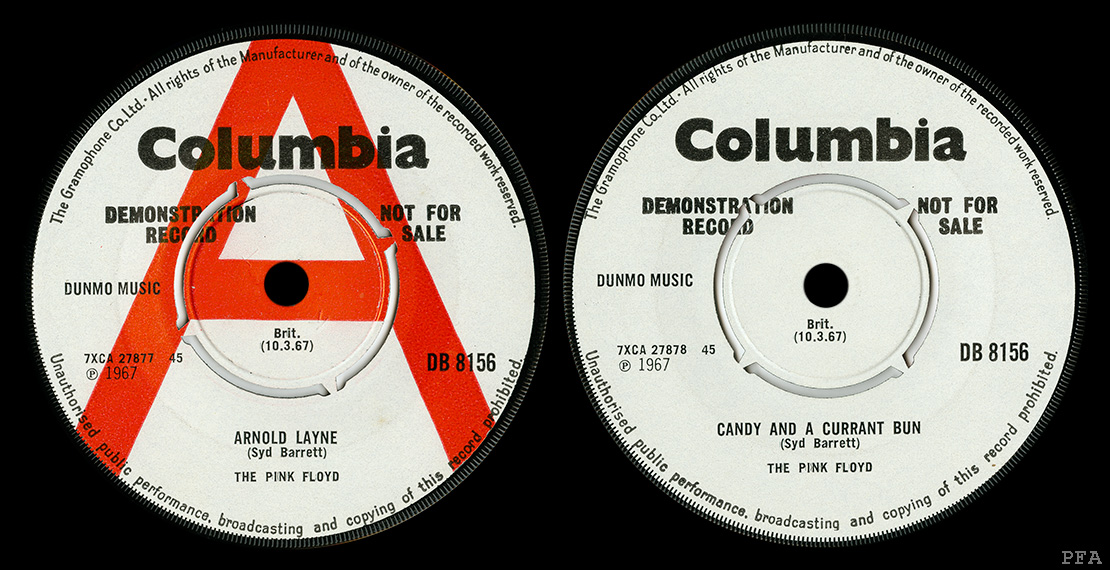 The Gramophone Co. Ltd. · All rights of the Manufacturer and of the owner of the recorded work reserved.
Columbia
DEMONSTRATION NOT FOR
RECORD SALE
DUNMO MUSIC
Brit.
(10.3.67)
7XCA 27877 45
℗ 1967
DB 8156
ARNOLD LAYNE
(Syd Barrett)
THE PINK FLOYD
Unauthorised public performance, broadcasting and copying of this record prohibited.
The Gramophone Co. Ltd. · All rights of the Manufacturer and of the owner of the recorded work reserved.
Columbia
DEMONSTRATION NOT FOR
RECORD SALE
DUNMO MUSIC
Brit.
(10.3.67)
7XCA 27878 45
℗ 1967
DB 8156
CANDY AND A CURRANT BUN
(Syd Barrett)
THE PINK FLOYD
Unauthorised public performance, broadcasting and copying of this record prohibited.
A
PFA